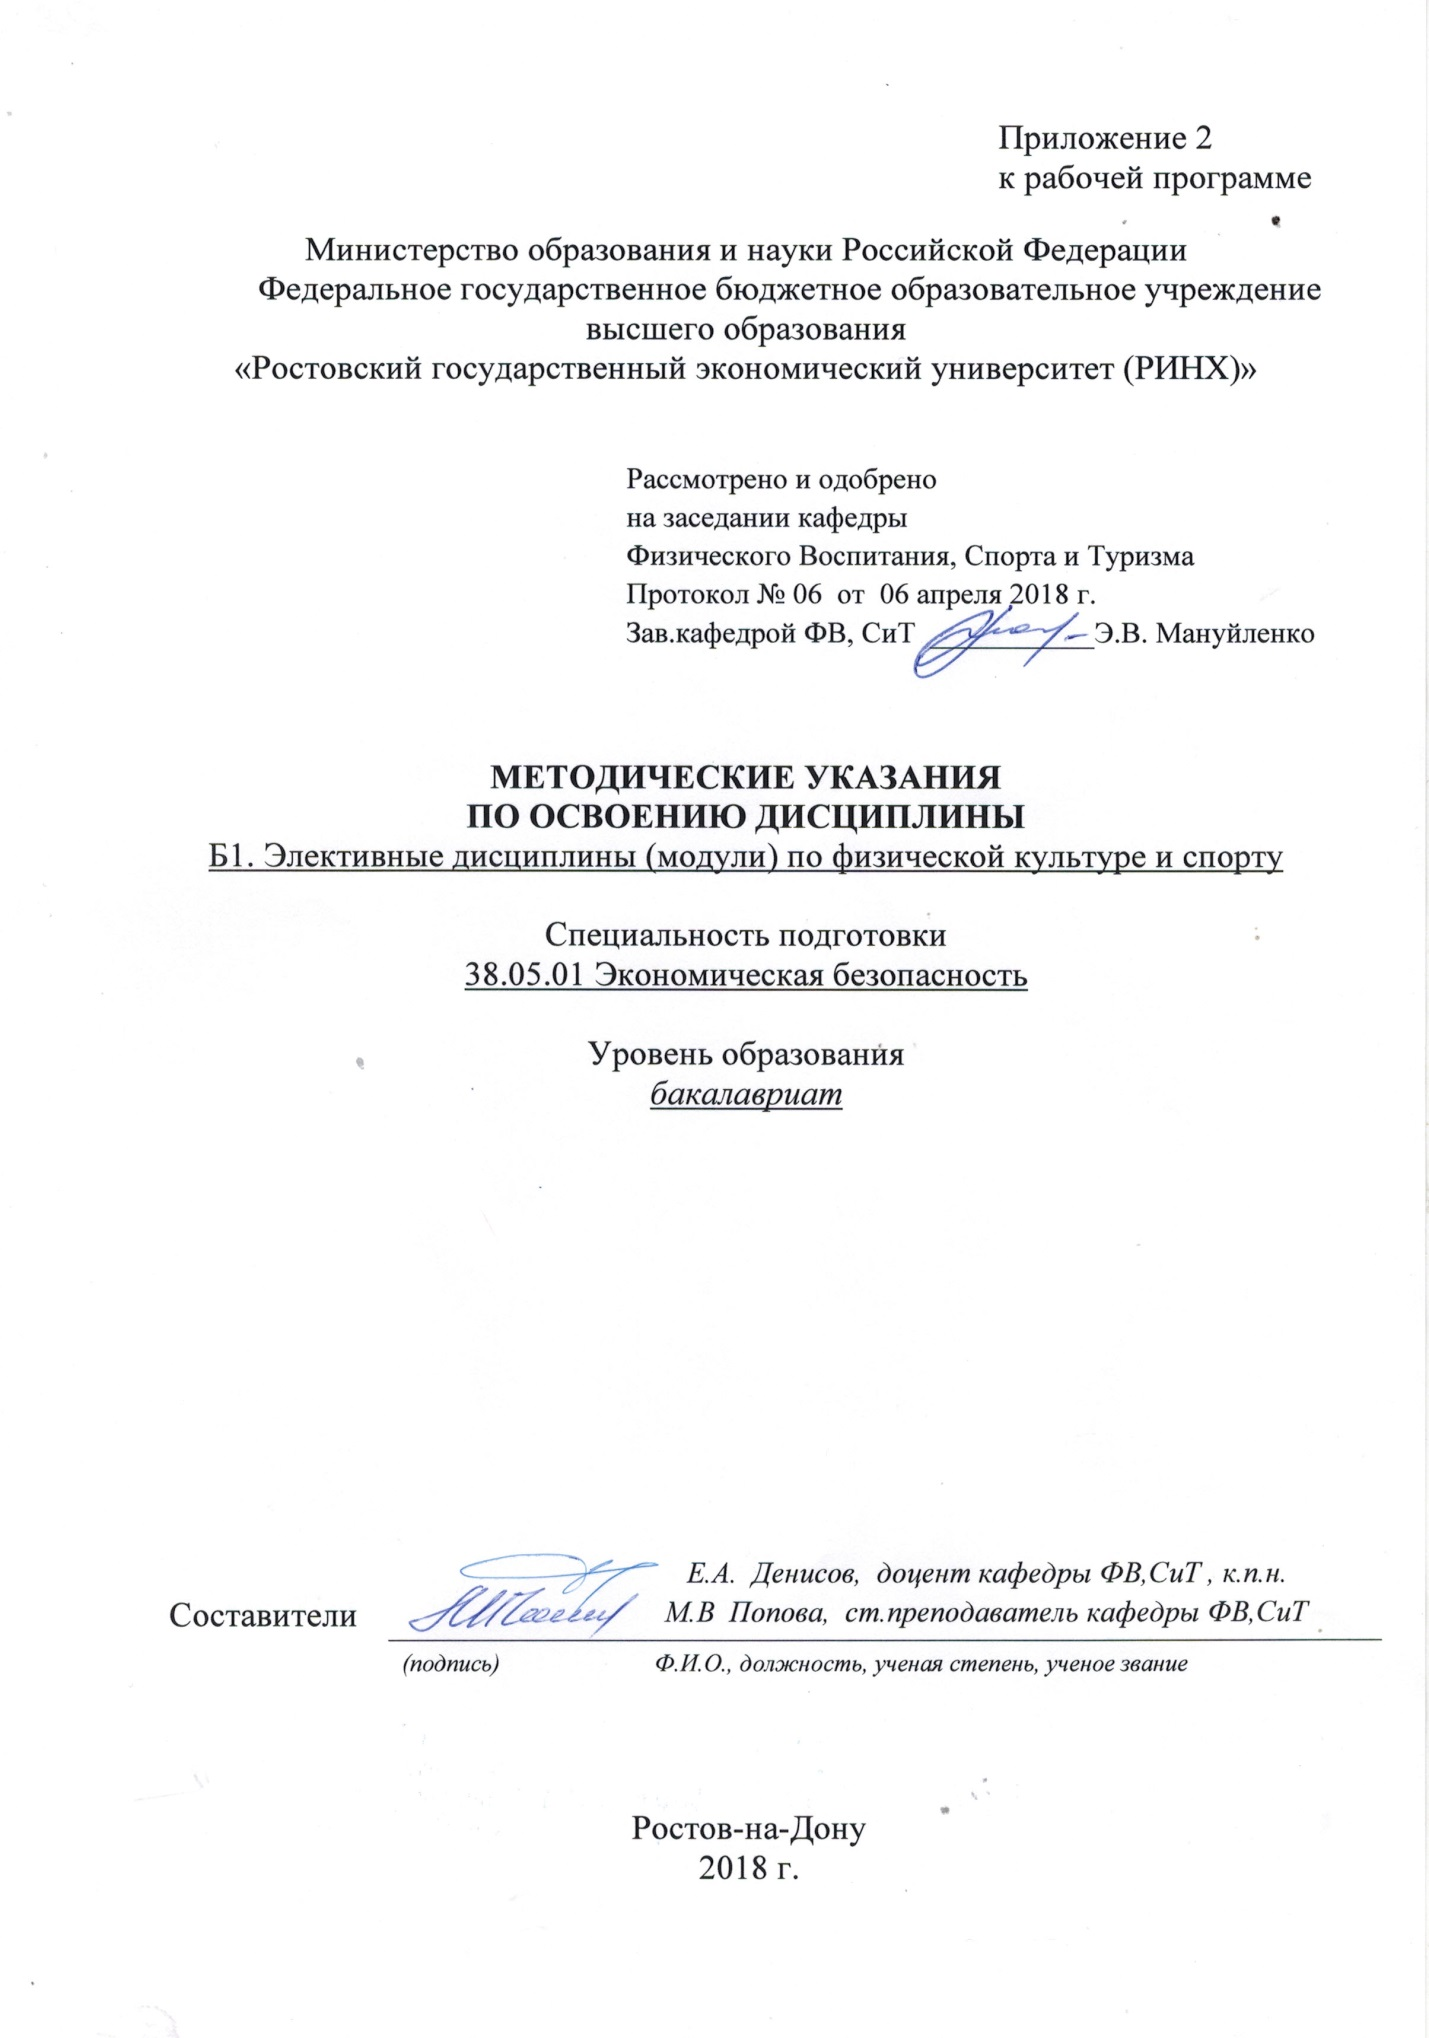 Приложение 2
к рабочей программе
Министерство образования и науки Российской Федерации
Федеральное государственное бюджетное образовательное учреждение
высшего образования
«Ростовский государственный экономический университет (РИНХ)»
Рассмотрено и одобрено
на заседании кафедры
Физического Воспитания, Спорта и Туризма
Протокол № 06 от 06 апреля 2018 г.
Зав.кафедрой ФВ, СиТ ____________Э.В. Мануйленко
МЕТОДИЧЕСКИЕ УКАЗАНИЯ
ПО ОСВОЕНИЮ ДИСЦИПЛИНЫ
Б1. Элективные дисциплины (модули) по физической культуре и спорту
Специальность подготовки
38.05.01 Экономическая безопасность
Уровень образования
бакалавриат
Е.А. Денисов, доцент кафедры ФВ,СиТ , к.п.н.
Составители М.В Попова, ст.преподаватель кафедры ФВ,СиТ
(подпись) Ф.И.О., должность, ученая степень, ученое звание
Ростов-на-Дону
2018 г.